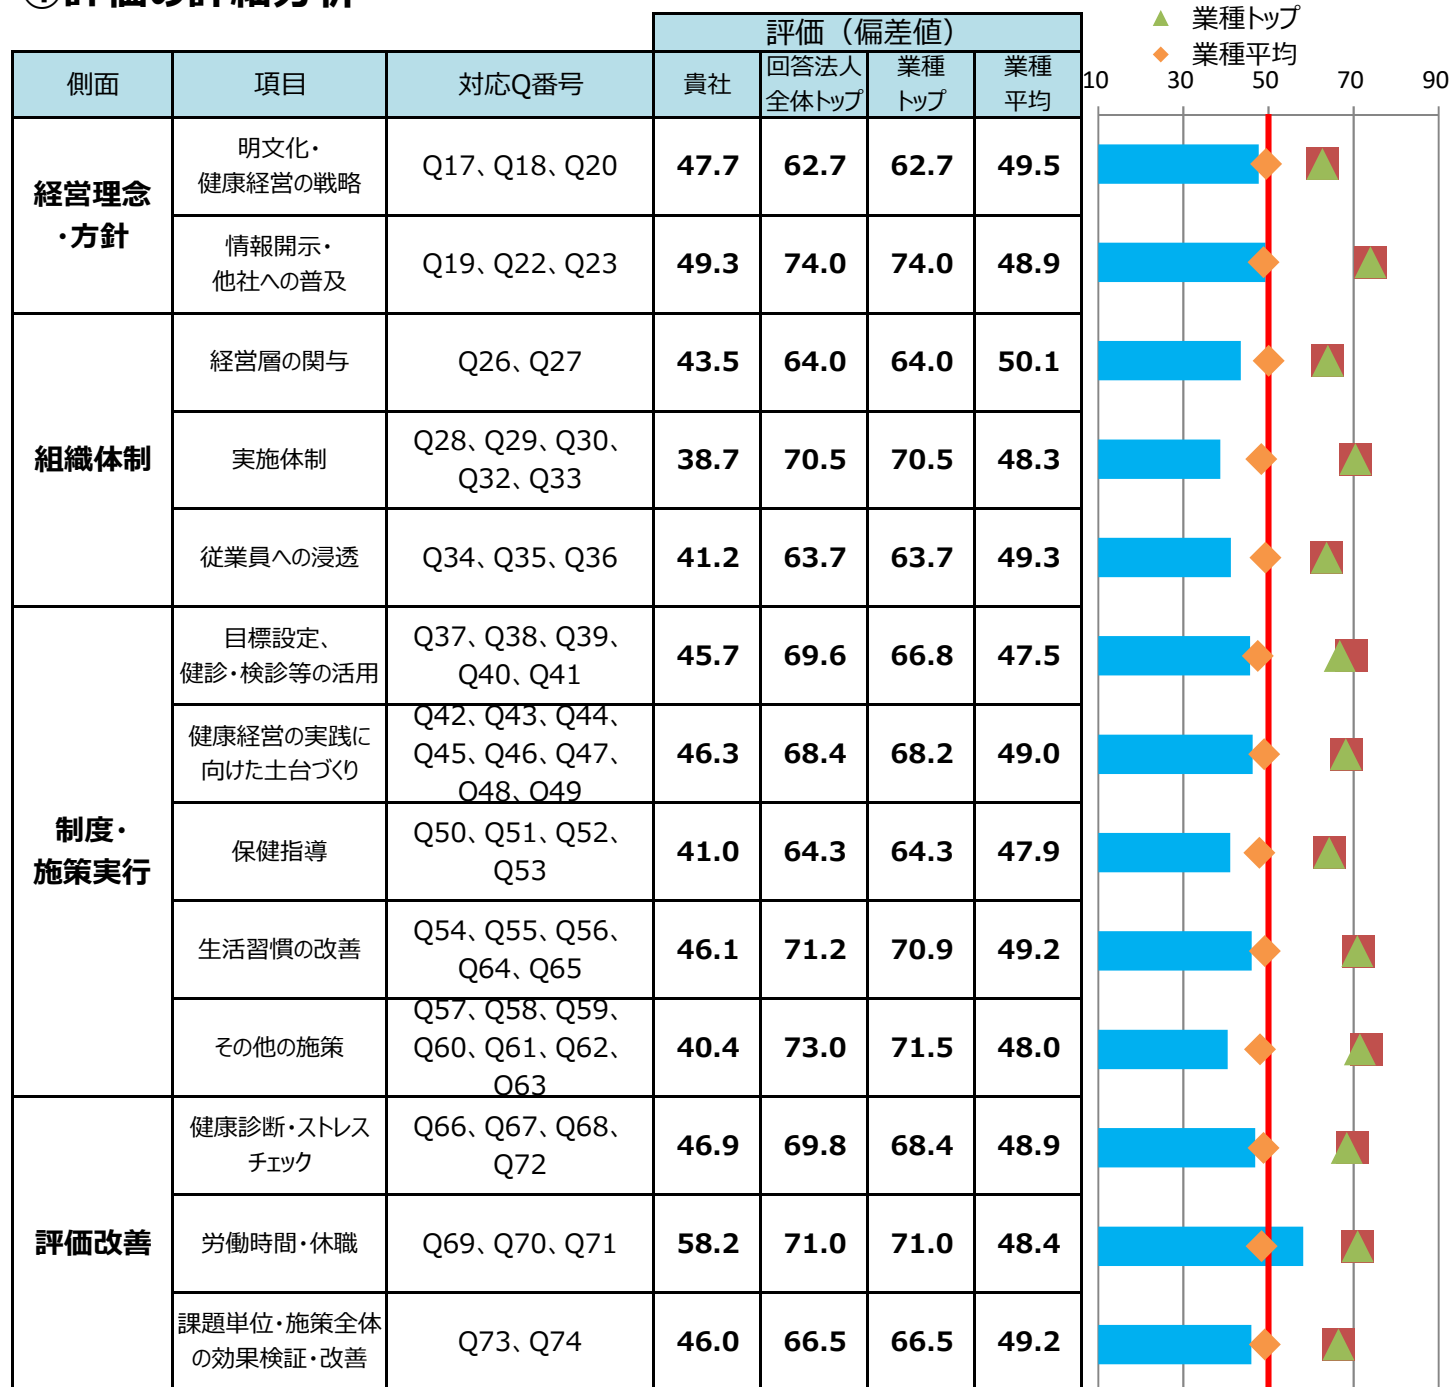 ④評価の詳細分析
▲ 業種トップ
◆ 業種平均
評価（偏差値）
側面 項目 対応Q番号 貴社 回答法人全体トップ 業種トップ 業種平均
10 30 50 70 90
経営理念・方針
明文化・健康経営の戦略 Q17、Q18、Q20 47.7 62.7 62.7 49.5
情報開示・他社への普及 Q19、Q22、Q23 49.3 74.0 74.0 48.9
組織体制
経営層の関与 Q26、Q27 43.5 64.0 64.0 50.1
実施体制 Q28、Q29、Q30、Q32、Q33 38.7 70.5 70.5 48.3
従業員への浸透 Q34、Q35、Q36 41.2 63.7 63.7 49.3
制度・施策実行
目標設定、健診・検診等の活用 Q37、Q38、Q39、Q40、Q41 45.7 69.6 66.8 47.5
健康経営の実践に向けた土台づくり Q42、Q43、Q44、Q45、Q46、Q47、Q48、Q49 46.3 68.4 68.2 49.0
保健指導 Q50、Q51、Q52、Q53 41.0 64.3 64.3 47.9
生活習慣の改善 Q54、Q55、Q56、Q64、Q65 46.1 71.2 70.9 49.2
その他の施策 Q57、Q58、Q59、Q60、Q61、Q62、Q63 40.4 73.0 71.5 48.0
評価改善
健康診断・ストレスチェック Q66、Q67、Q68、Q72 46.9 69.8 68.4 48.9
労働時間・休職 Q69、Q70、Q71 58.2 71.0 71.0 48.4
課題単位・施策全体の効果検証・改善 Q73、Q74 46.0 66.5 66.5 49.2